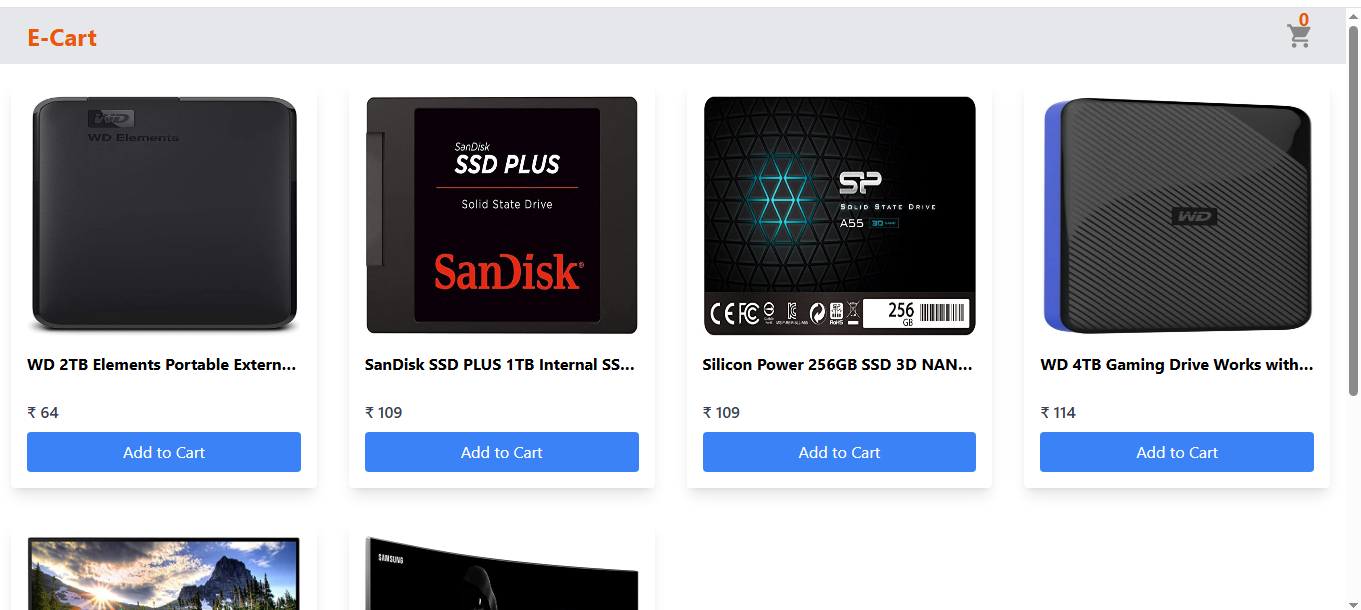 E-Cart
0
WD
WD Elements
SanDisk
SSD PLUS
Solid State Drive
SanDisk®
SP
SOLID STATE DRIVE
A55
256
GB
WD
WD 2TB Elements Portable Extern...
SanDisk SSD PLUS 1TB Internal SS...
Silicon Power 256GB SSD 3D NAN...
WD 4TB Gaming Drive Works with...
₹ 64
₹ 109
₹ 109
₹ 114
Add to Cart
Add to Cart
Add to Cart
Add to Cart
SAMSUNG